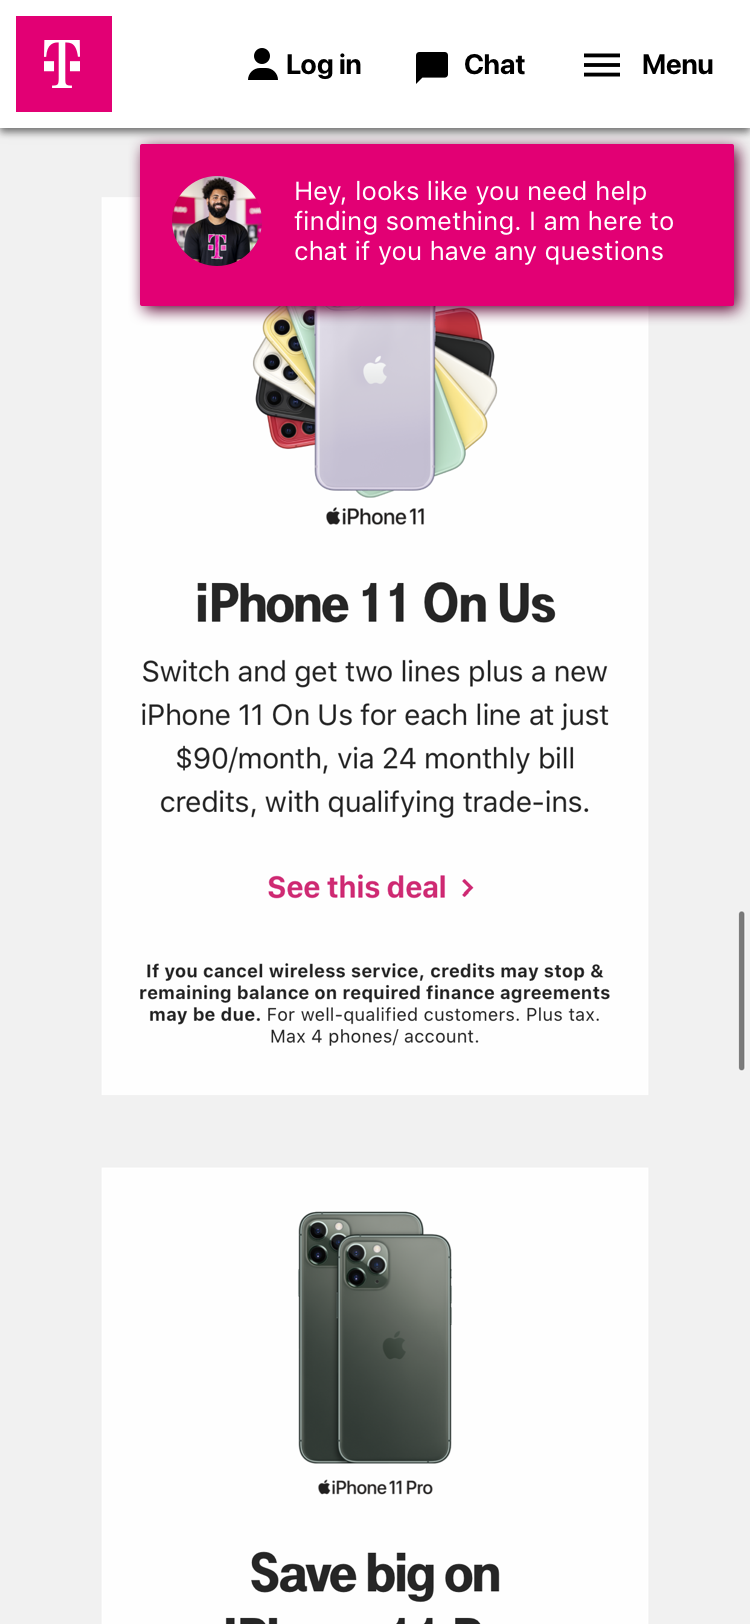 T
Log in
Chat
Menu
Hey, looks like you need help
finding something. I am here to
chat if you have any questions
T
iPhone 11
iPhone 11 On Us
Switch and get two lines plus a new
iPhone 11 On Us for each line at just
$90/month, via 24 monthly bill
credits, with qualifying trade-ins.
See this deal >
If you cancel wireless service, credits may stop &
remaining balance on required finance agreements
may be due. For well-qualified customers. Plus tax.
Max 4 phones/ account.
iPhone 11 Pro
Save big on